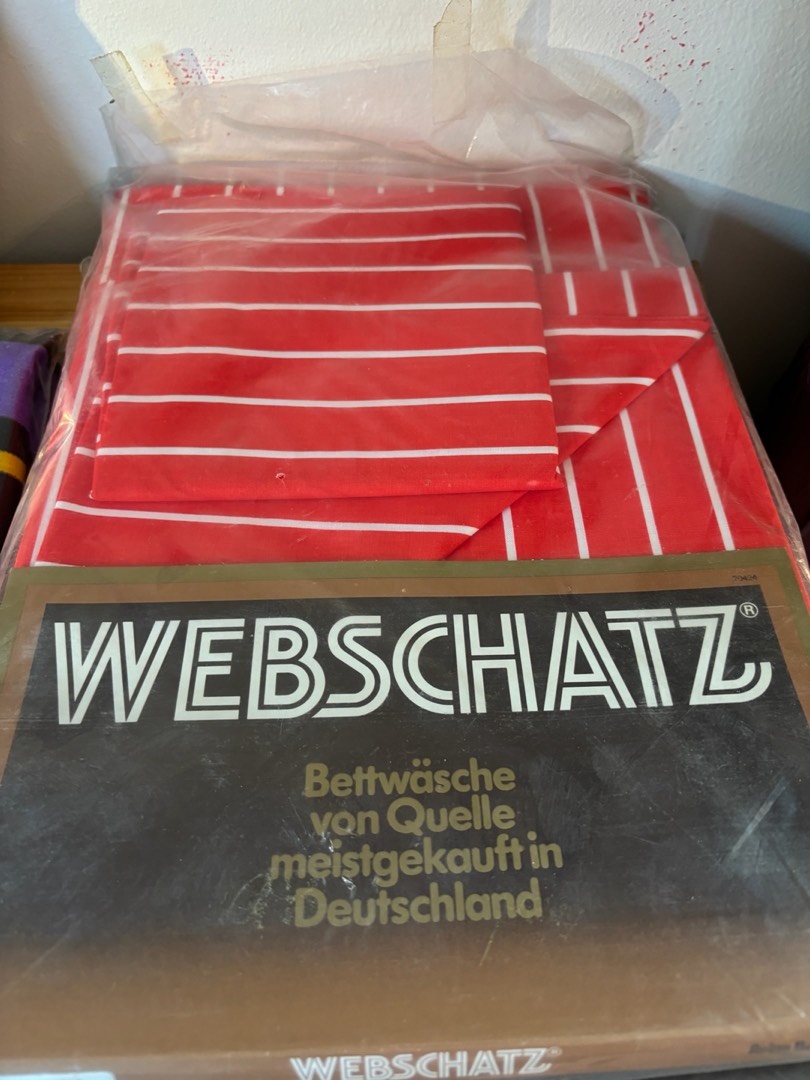 WEBSCHATZ®
Bettwäsche
von Quelle
meistgekauft in
Deutschland
WEBSCHATZ®